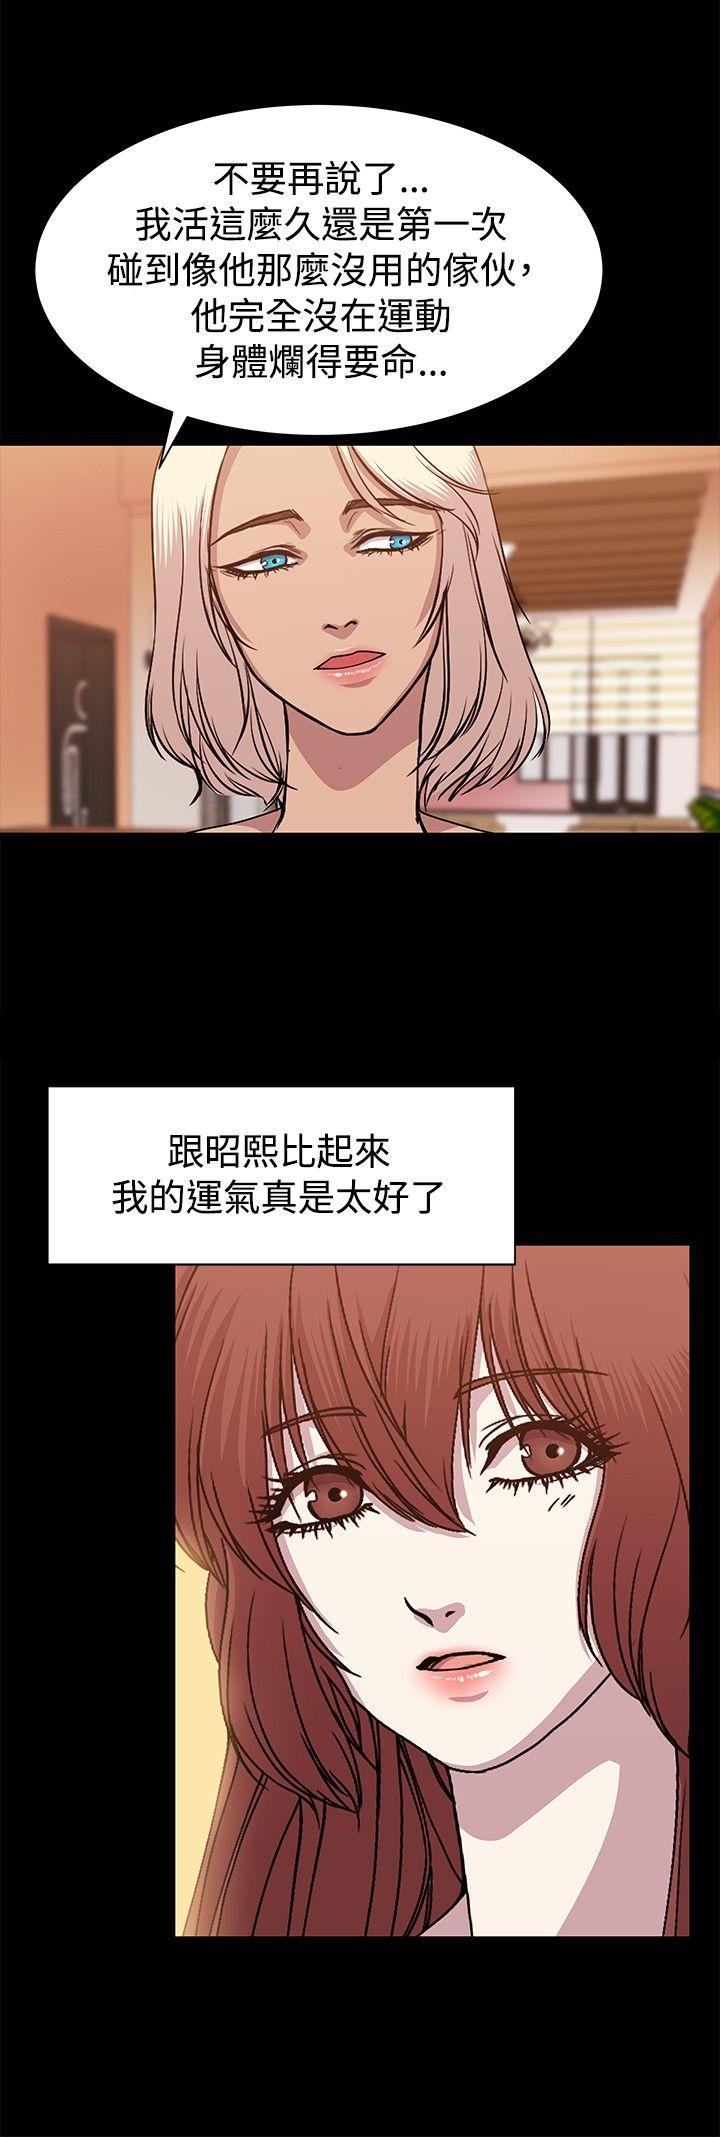 不要再說了...
我活這麼久還是第一次
碰到像他那麼沒用的傢伙,
他完全沒在運動
身體爛得要命...
跟昭熙比起來
我的運氣真是太好了